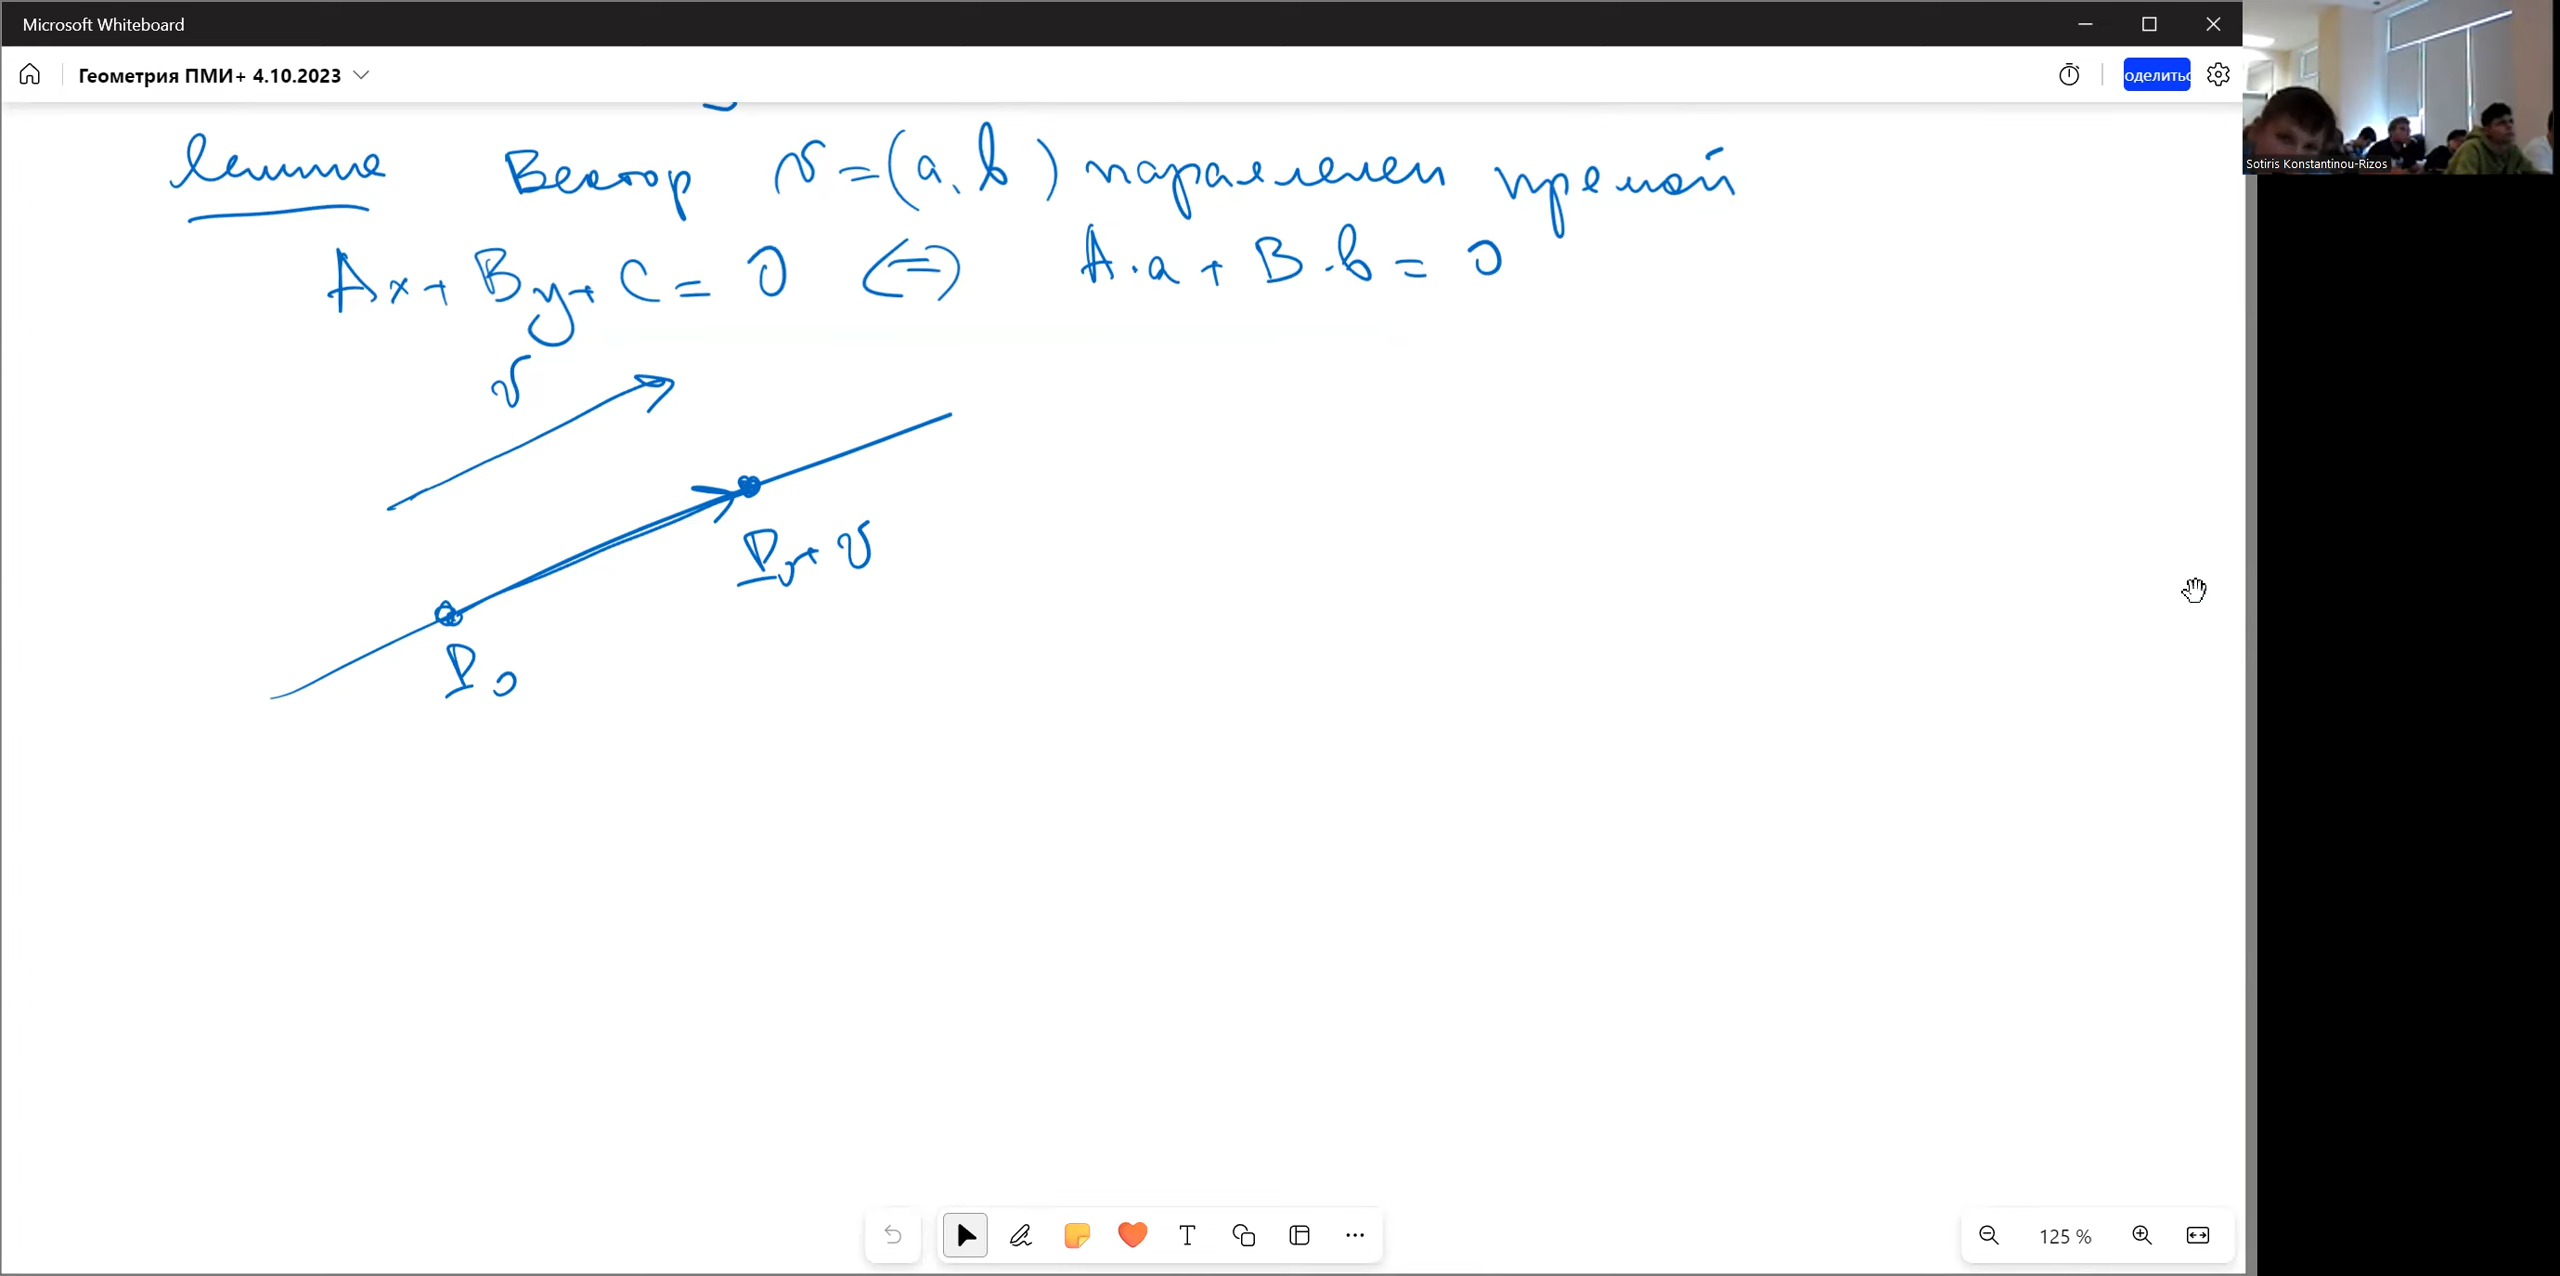 Microsoft Whiteboard
Геометрия ПМИ+ 4.10.2023
оделитьс
Sotiris Konstantinou-Rizos
Лемма Вектор v = (a, b) параллелен прямой
Ax + By + C = 0 <=> A·a + B·b = 0
v
P₀ + v
P₀
T
125 %